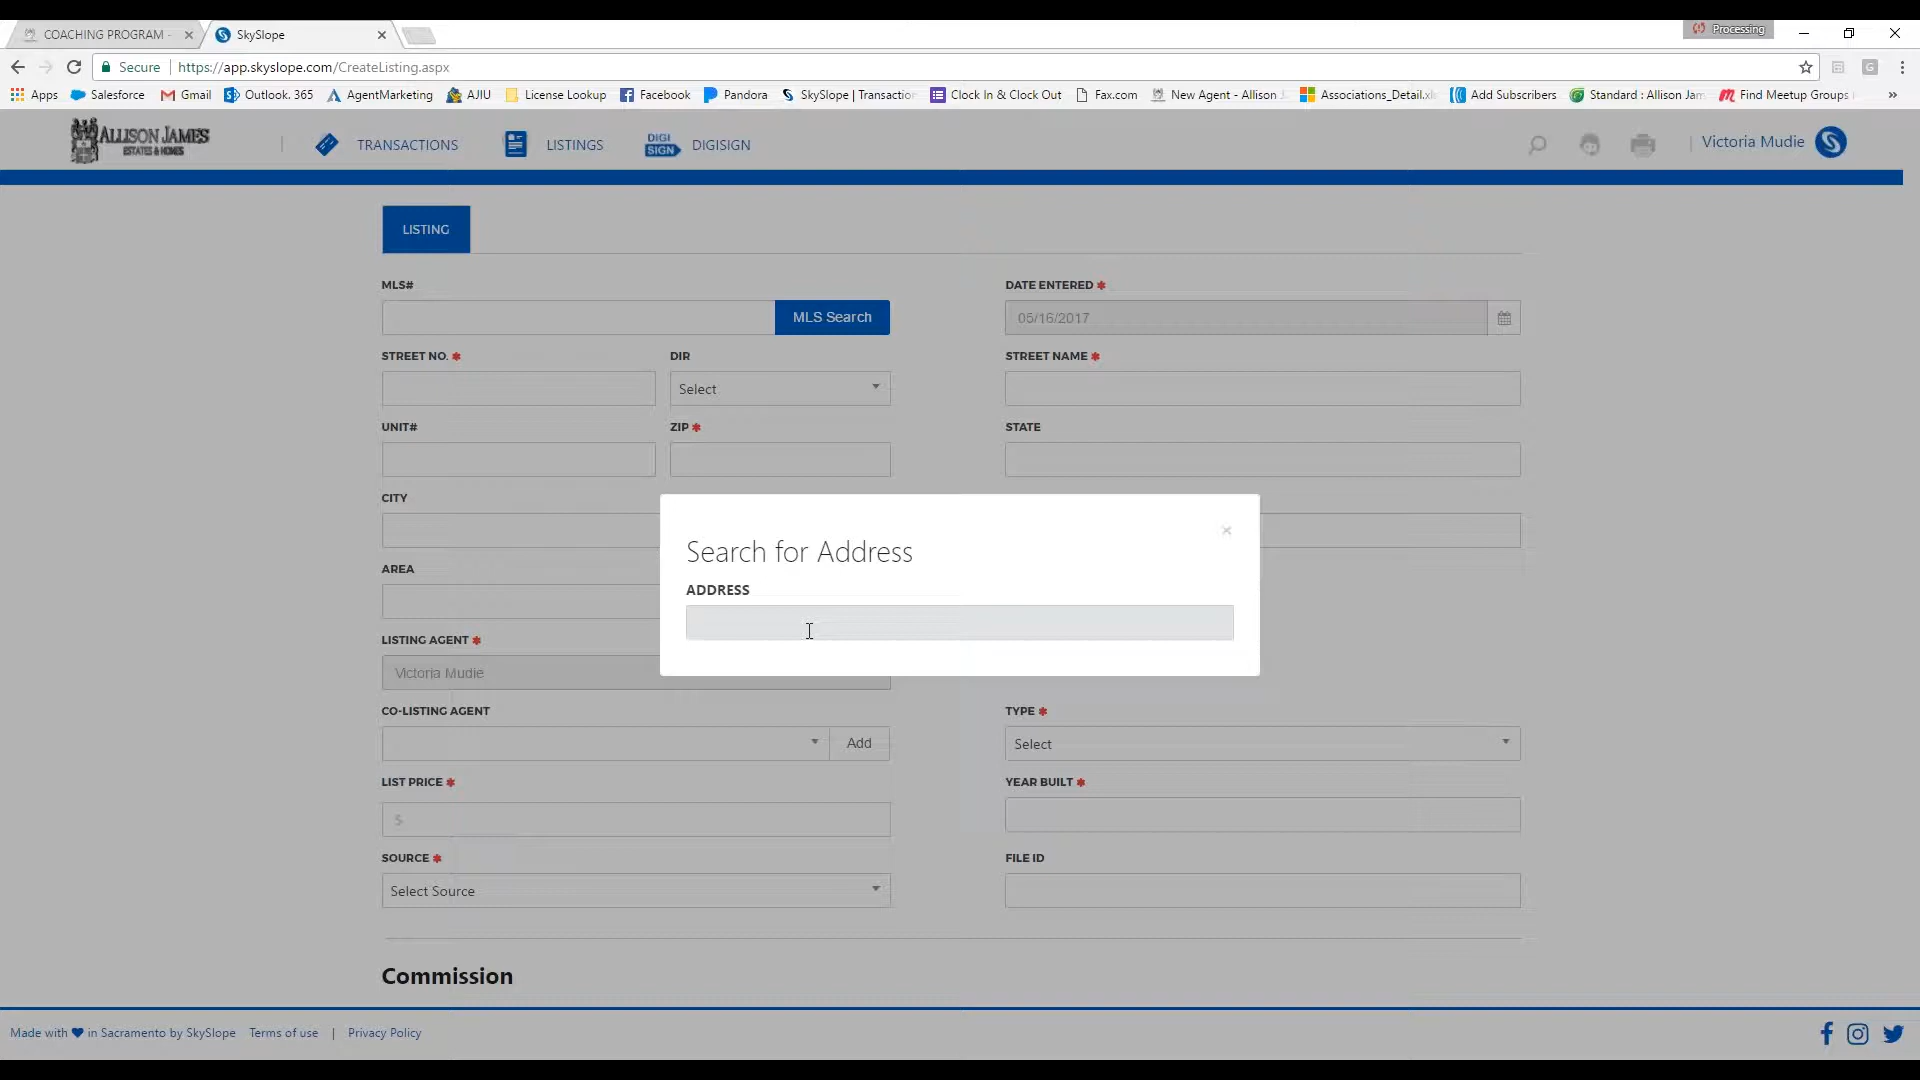 COACHING PROGRAM -
SkySlope
Processing
Secure https://app.skyslope.com/CreateListing.aspx
Apps Salesforce Gmail Outlook. 365 AgentMarketing AJIU License Lookup Facebook Pandora SkySlope | Transaction Clock In & Clock Out Fax.com New Agent - Allison Associations_Detail.xl Add Subscribers Standard : Allison Jam Find Meetup Groups »
ALLISON JAMES
ESTATES & HOMES
TRANSACTIONS
LISTINGS
DIGI
SIGN
DIGISIGN
Victoria Mudie
LISTING
MLS# DATE ENTERED *
MLS Search 05/16/2017
STREET NO. * DIR STREET NAME *
Select
UNIT# ZIP * STATE
CITY
Search for Address ×
ADDRESS
AREA
LISTING AGENT *
Victoria Mudie
CO-LISTING AGENT TYPE *
Add Select
LIST PRICE * YEAR BUILT *
$
SOURCE * FILE ID
Select Source
Commission
Made with ♥ in Sacramento by SkySlope Terms of use | Privacy Policy